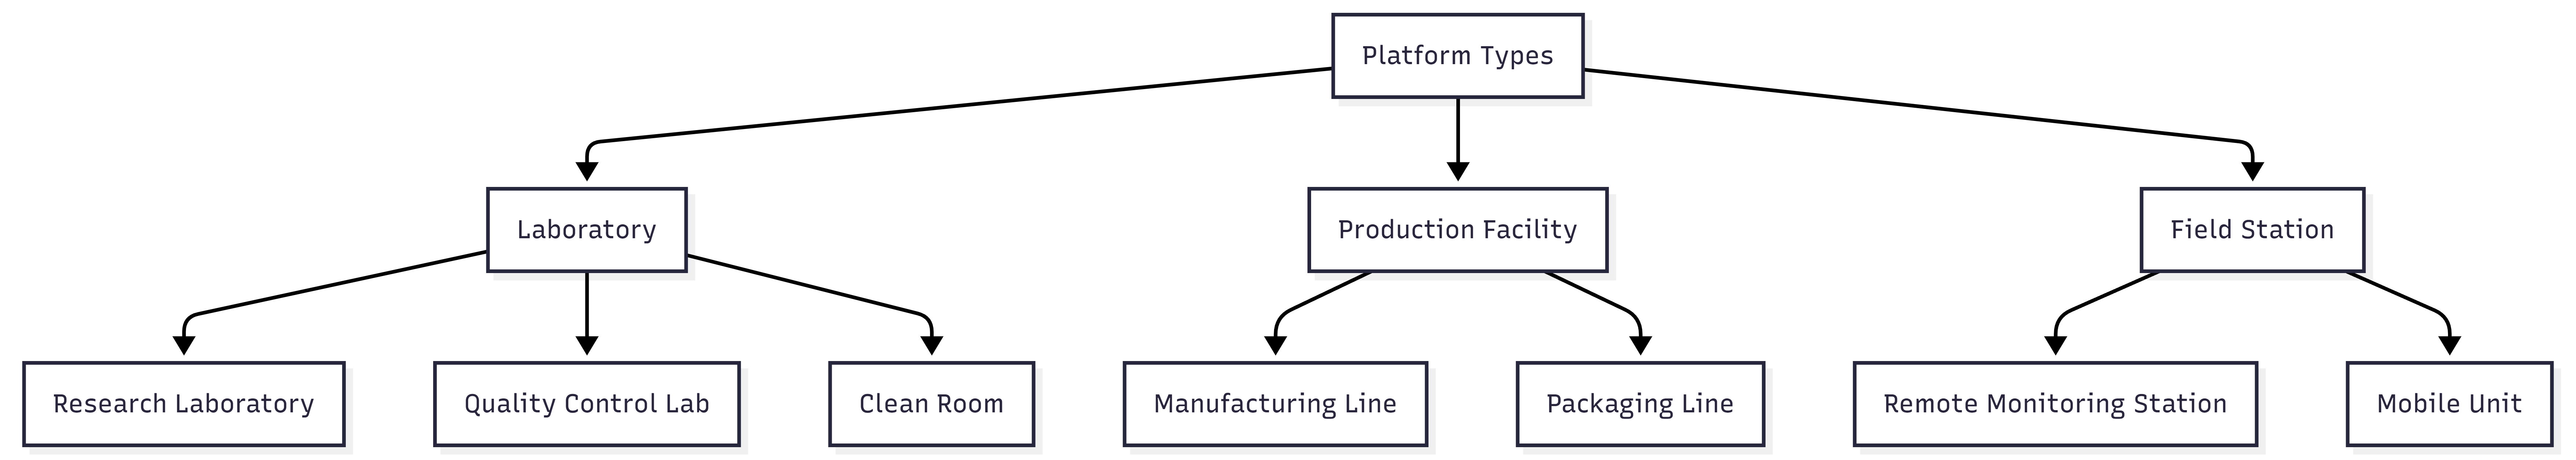 Platform Types
Laboratory
Production Facility
Field Station
Research Laboratory
Quality Control Lab
Clean Room
Manufacturing Line
Packaging Line
Remote Monitoring Station
Mobile Unit